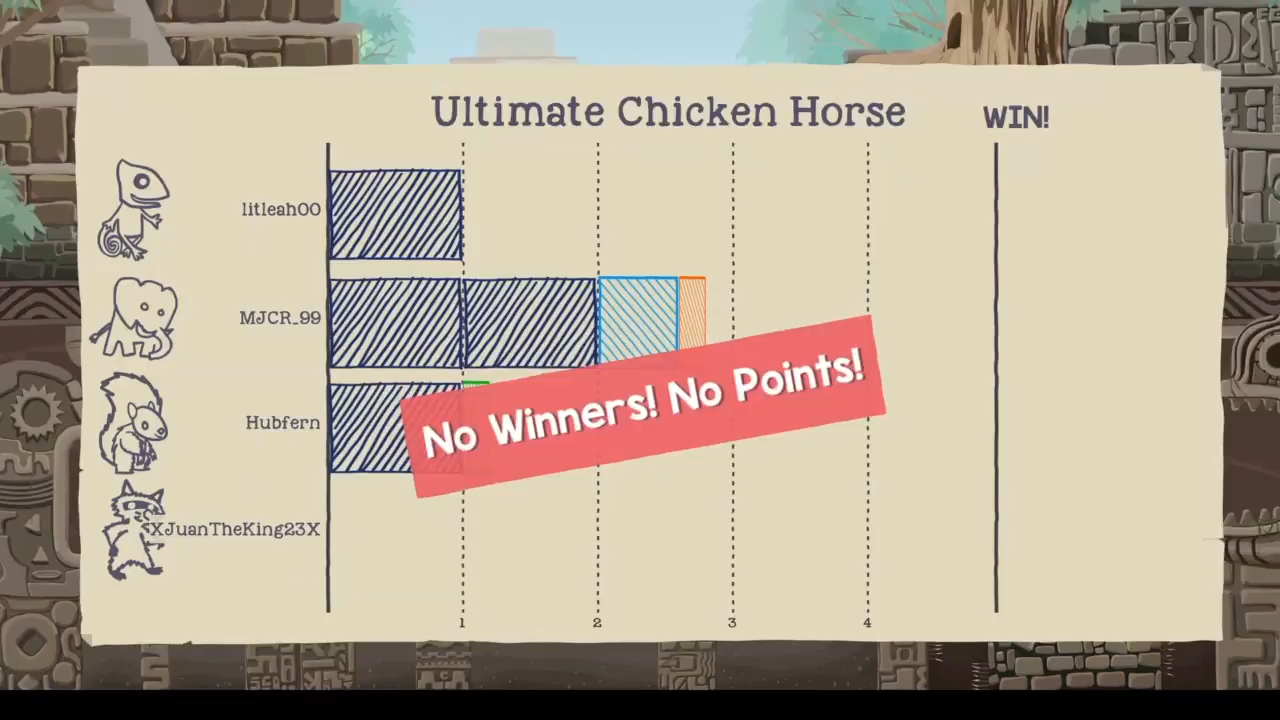 Ultimate Chicken Horse
WIN!
litleah00
MJCR_99
No Winners! No Points!
Hubfern
XJuanTheKing23X
1 2 3 4